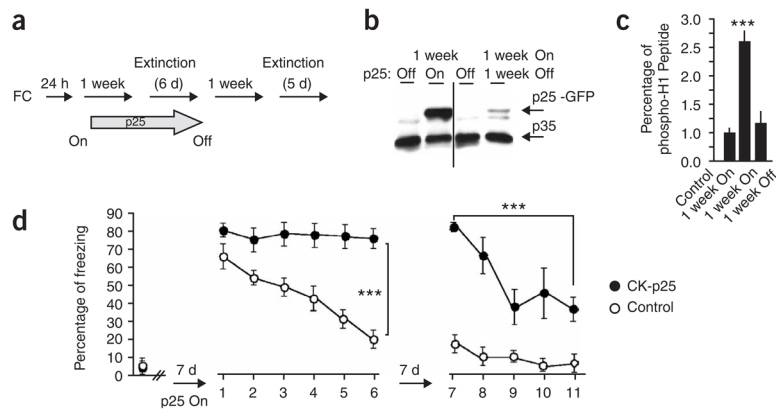 a
Extinction
Extinction
24 h
1 week
(6 d)
1 week
(5 d)
FC
p25
On
Off
b
1 week
1 week On
p25:
Off
On
Off
1 week Off
p25 -GFP
p35
c
Percentage of
phospho-H1 Peptide
3.0
2.5
2.0
1.5
1.0
0.5
0.0
***
Control
1 week On
1 week On
1 week Off
d
Percentage of freezing
90
80
70
60
50
40
30
20
10
0
***
***
7 d
p25 On
1 2 3 4 5 6
7 d
7 8 9 10 11
CK-p25
Control